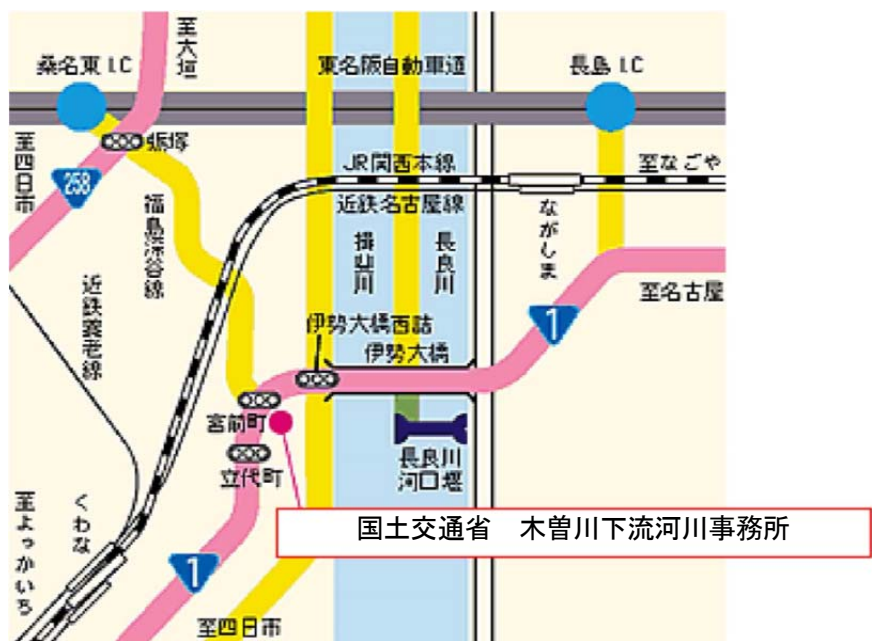 至大垣
桑名東IC
東名阪自動車道
長島IC
蛎塚
至四日市
258
福島深谷線
JR関西本線
至なごや
近鉄名古屋線
ながしま
揖斐川
長良川
近鉄養老線
至名古屋
1
伊勢大橋西詰
伊勢大橋
宮前町
立代町
長良川
河口堰
国土交通省　木曽川下流河川事務所
くわな
至よっかいち
1
至四日市